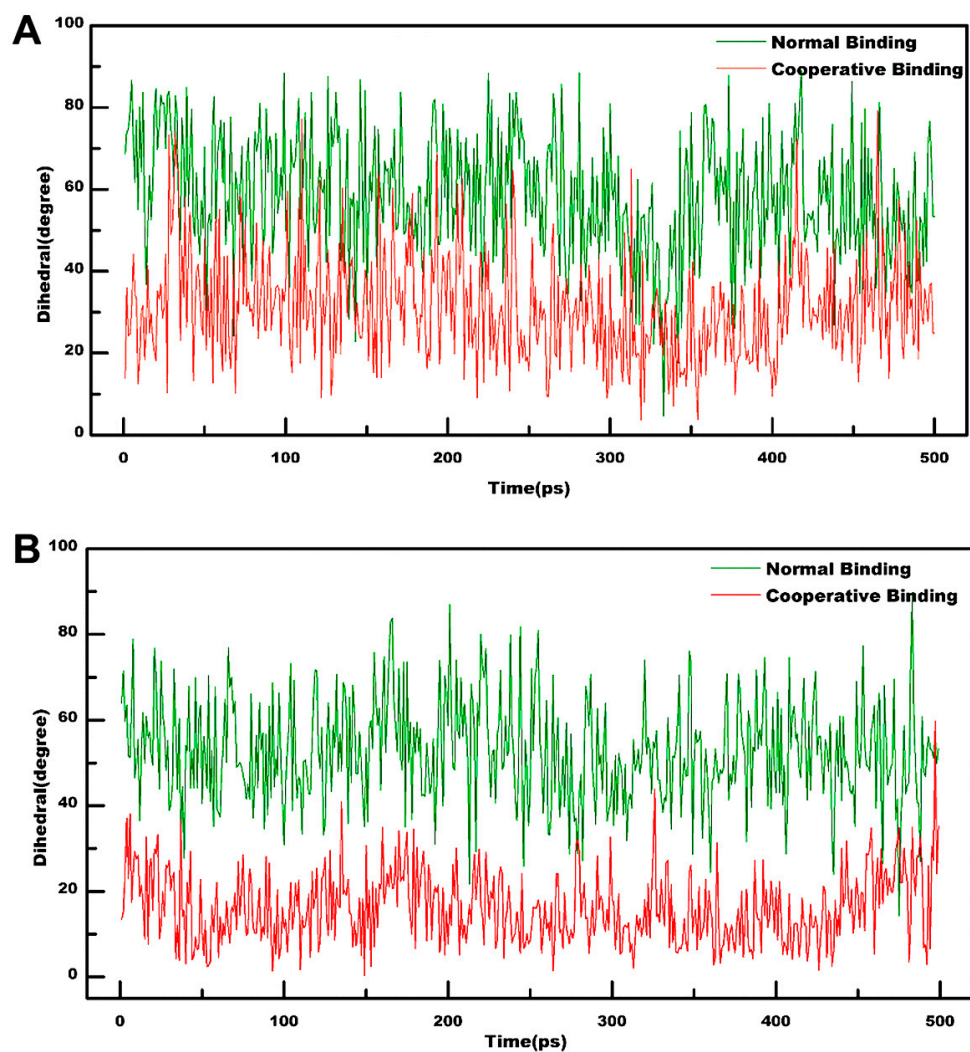 A
100
Normal Binding
Cooperative Binding
80
60
40
20
0
Dihedral(degree)
0 100 200 300 400 500
Time(ps)
B
100
Normal Binding
Cooperative Binding
80
60
40
20
0
Dihedral(degree)
0 100 200 300 400 500
Time(ps)